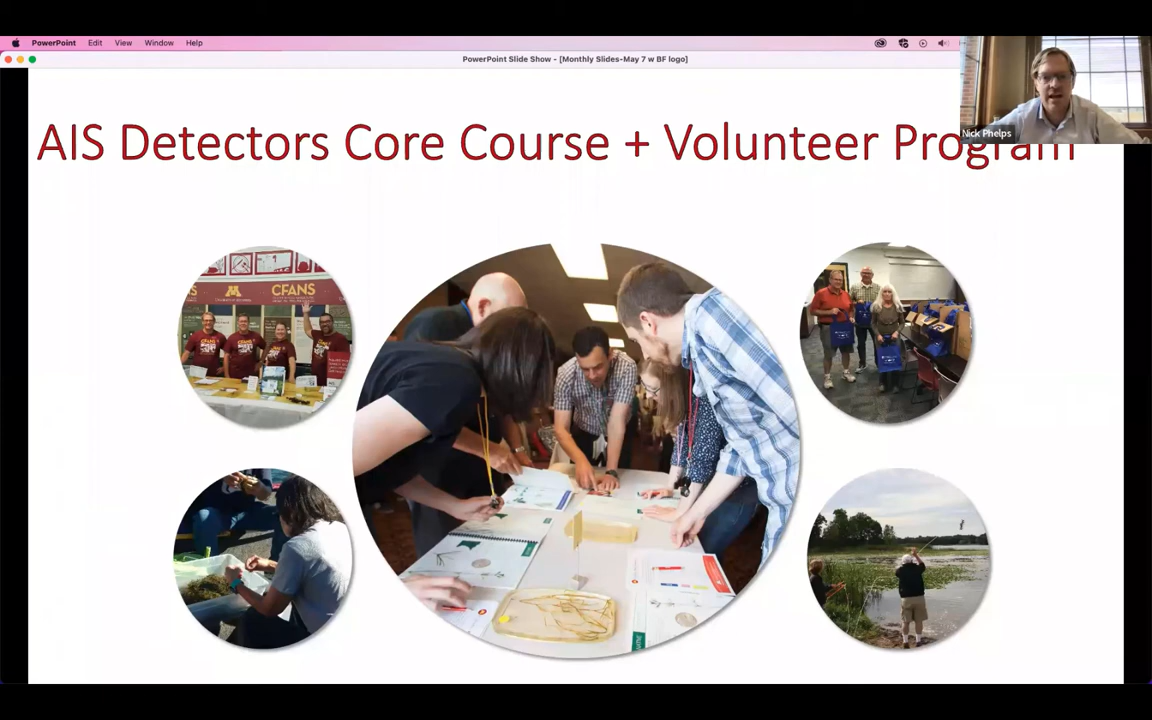 PowerPoint Edit View Window Help
PowerPoint Slide Show - [Monthly Slides-May 7 w BF logo]
Nick Phelps
AIS Detectors Core Course + Volunteer Program
CFANS